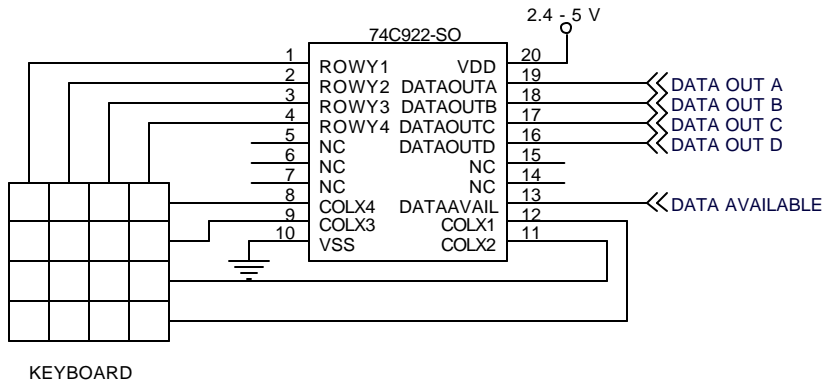 2.4 - 5 V
74C922-SO
1 ROWY1 VDD 20
2 ROWY2 DATAOUTA 19 DATA OUT A
3 ROWY3 DATAOUTB 18 DATA OUT B
4 ROWY4 DATAOUTC 17 DATA OUT C
5 NC DATAOUTD 16 DATA OUT D
6 NC NC 15
7 NC NC 14
8 COLX4 DATAAVAIL 13 DATA AVAILABLE
9 COLX3 COLX1 12
10 VSS COLX2 11
KEYBOARD